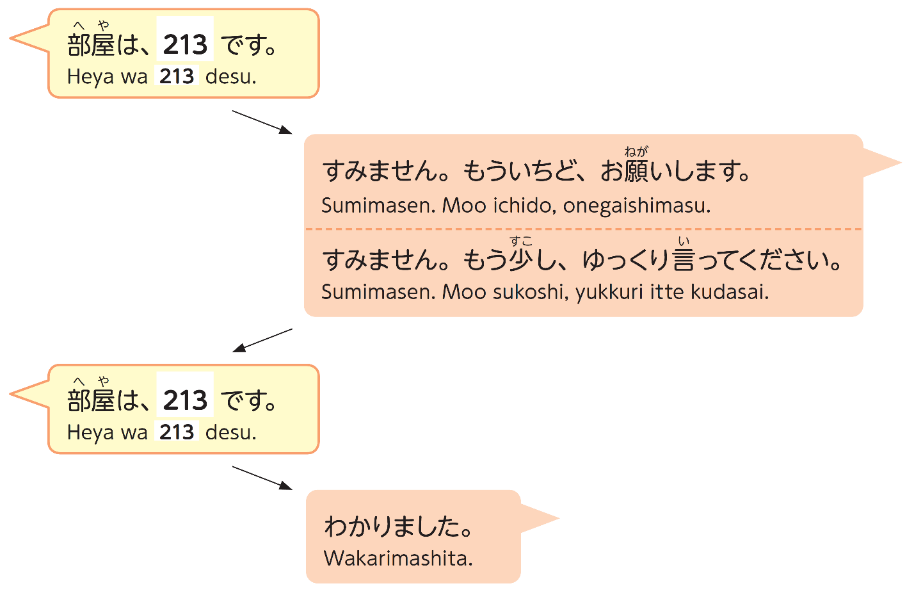 へや
部屋は、213 です。
Heya wa 213 desu.
ねが
すみません。もういちど、お願いします。
Sumimasen. Moo ichido, onegaishimasu.
すこ い
すみません。もう少し、ゆっくり言ってください。
Sumimasen. Moo sukoshi, yukkuri itte kudasai.
へや
部屋は、213 です。
Heya wa 213 desu.
わかりました。
Wakarimashita.